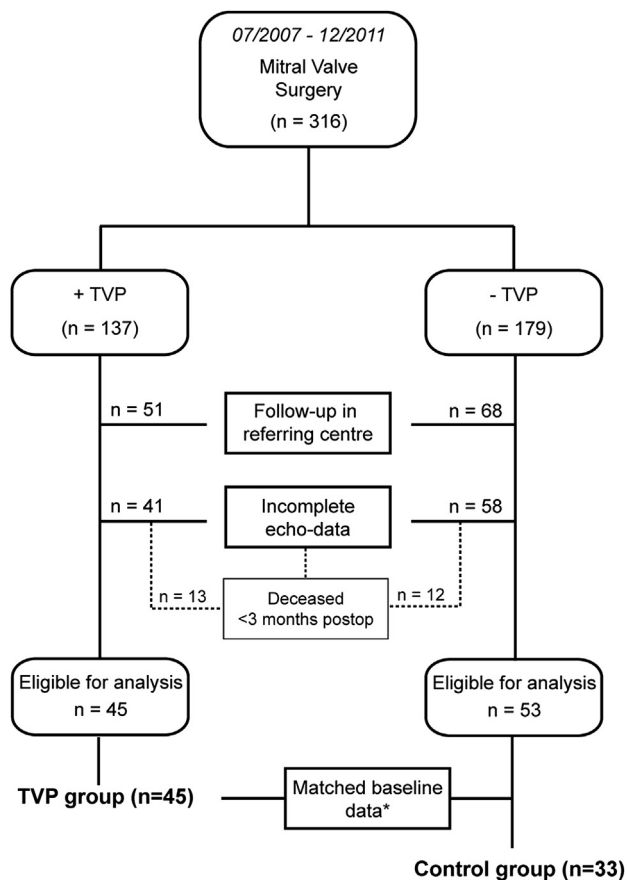 07/2007 - 12/2011
Mitral Valve
Surgery
(n = 316)
+ TVP
(n = 137)
- TVP
(n = 179)
n = 51
Follow-up in
referring centre
n = 68
n = 41
Incomplete
echo-data
n = 58
n = 13
Deceased
<3 months postop
n = 12
Eligible for analysis
n = 45
Eligible for analysis
n = 53
TVP group (n=45)
Matched baseline
data*
Control group (n=33)